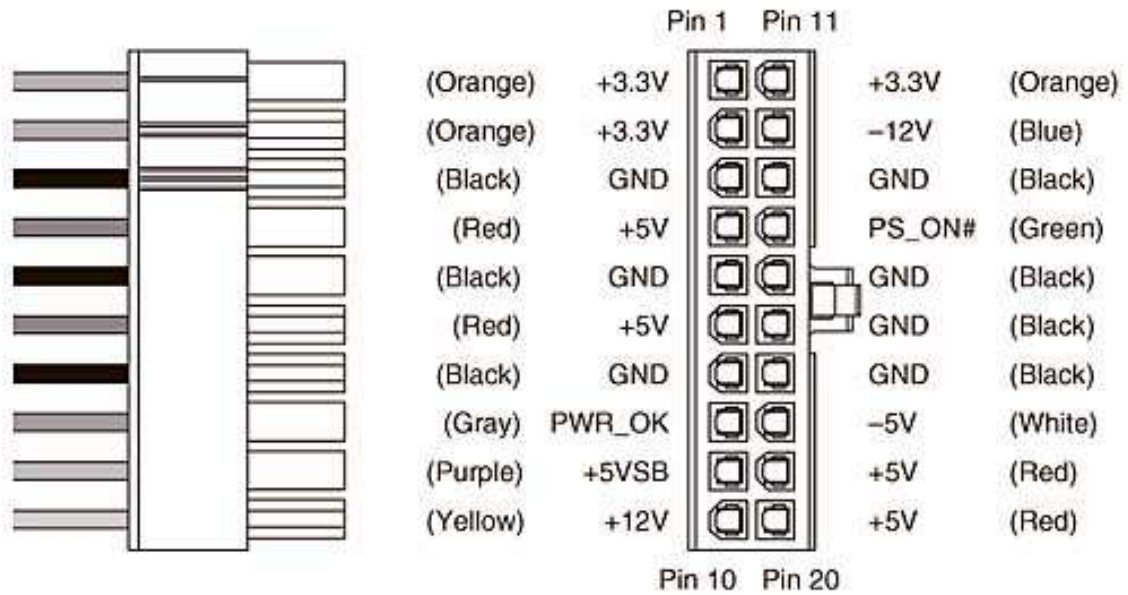 Pin 1 Pin 11
(Orange) +3.3V +3.3V (Orange)
(Orange) +3.3V –12V (Blue)
(Black) GND GND (Black)
(Red) +5V PS_ON# (Green)
(Black) GND GND (Black)
(Red) +5V GND (Black)
(Black) GND GND (Black)
(Gray) PWR_OK –5V (White)
(Purple) +5VSB +5V (Red)
(Yellow) +12V +5V (Red)
Pin 10 Pin 20